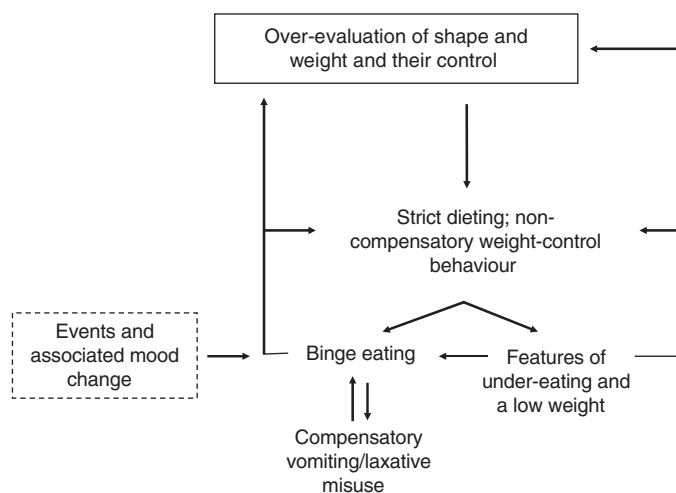 Over-evaluation of shape and
weight and their control
Strict dieting; non-
compensatory weight-control
behaviour
Events and
associated mood
change
Binge eating
Features of
under-eating and
a low weight
Compensatory
vomiting/laxative
misuse